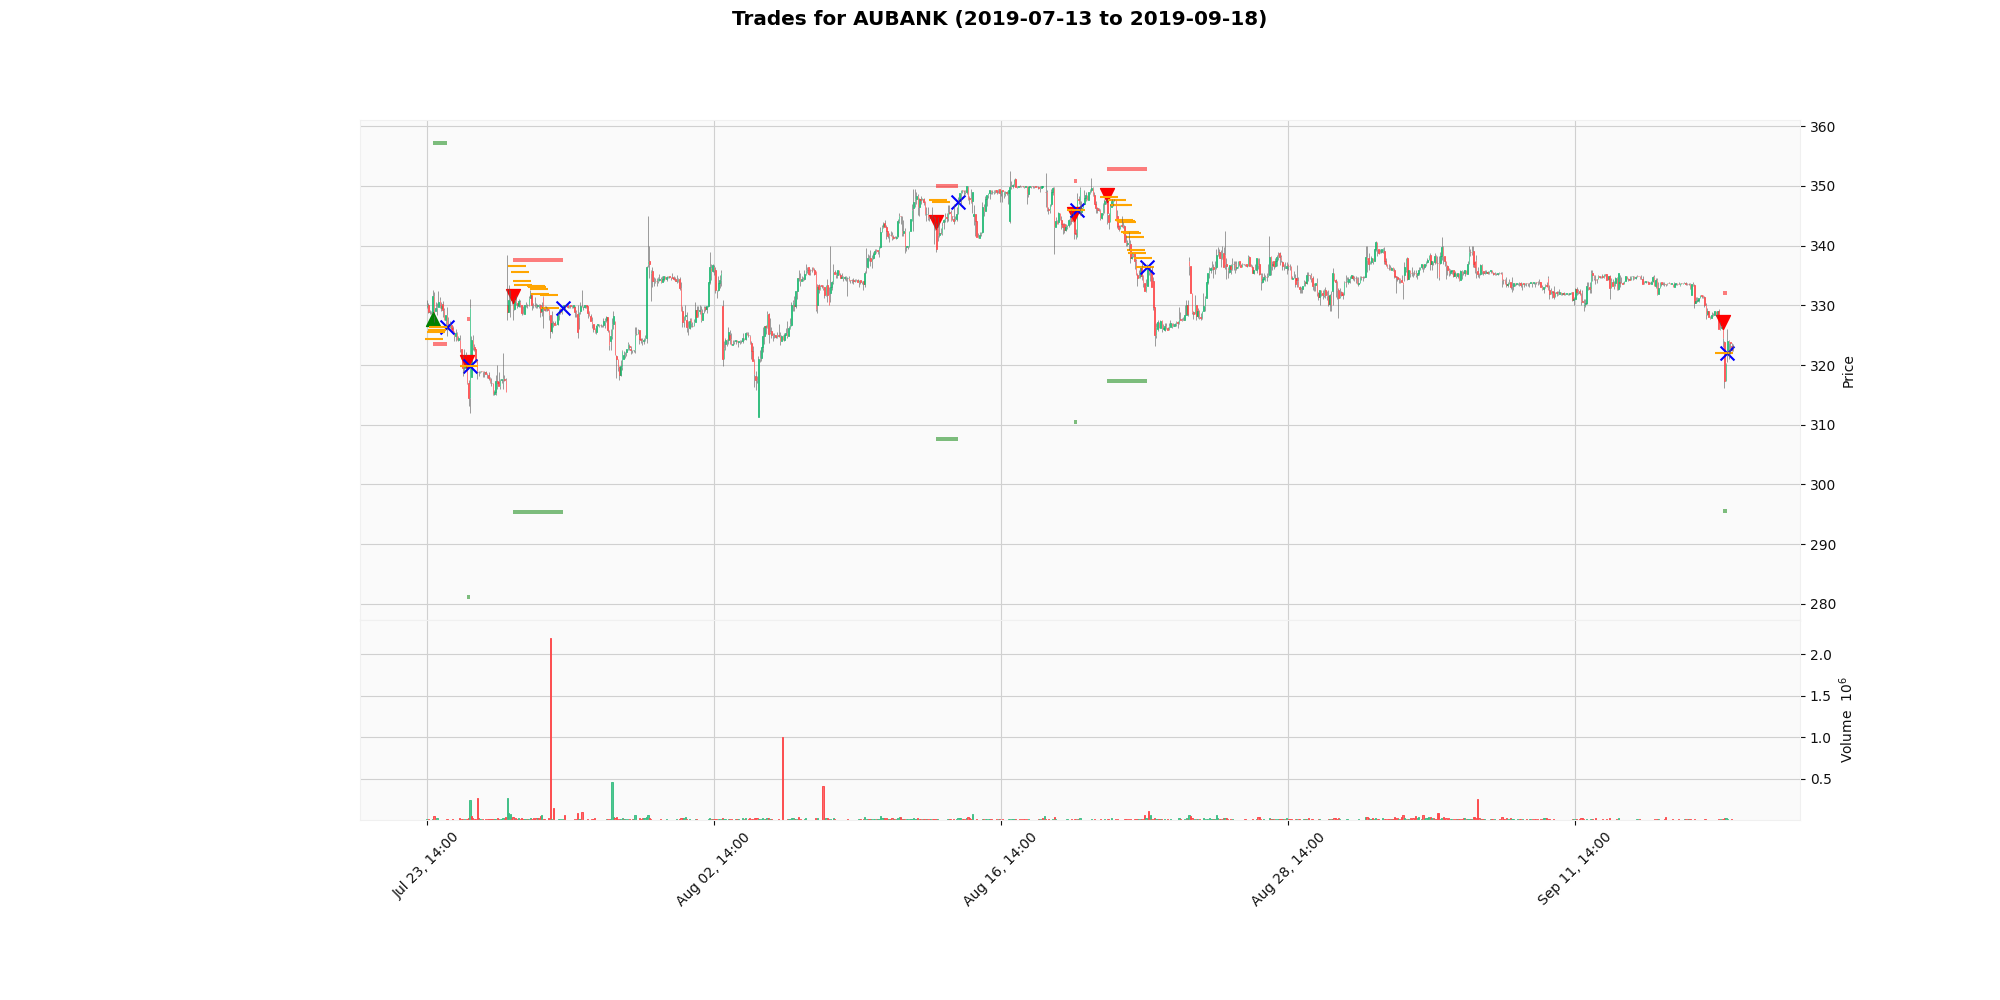 Trades for AUBANK (2019-07-13 to 2019-09-18)
360
350
340
330
320
310
300
290
280
Price
2.0
1.5
1.0
0.5
Volume 10^6
Jul 23, 14:00
Aug 02, 14:00
Aug 16, 14:00
Aug 28, 14:00
Sep 11, 14:00